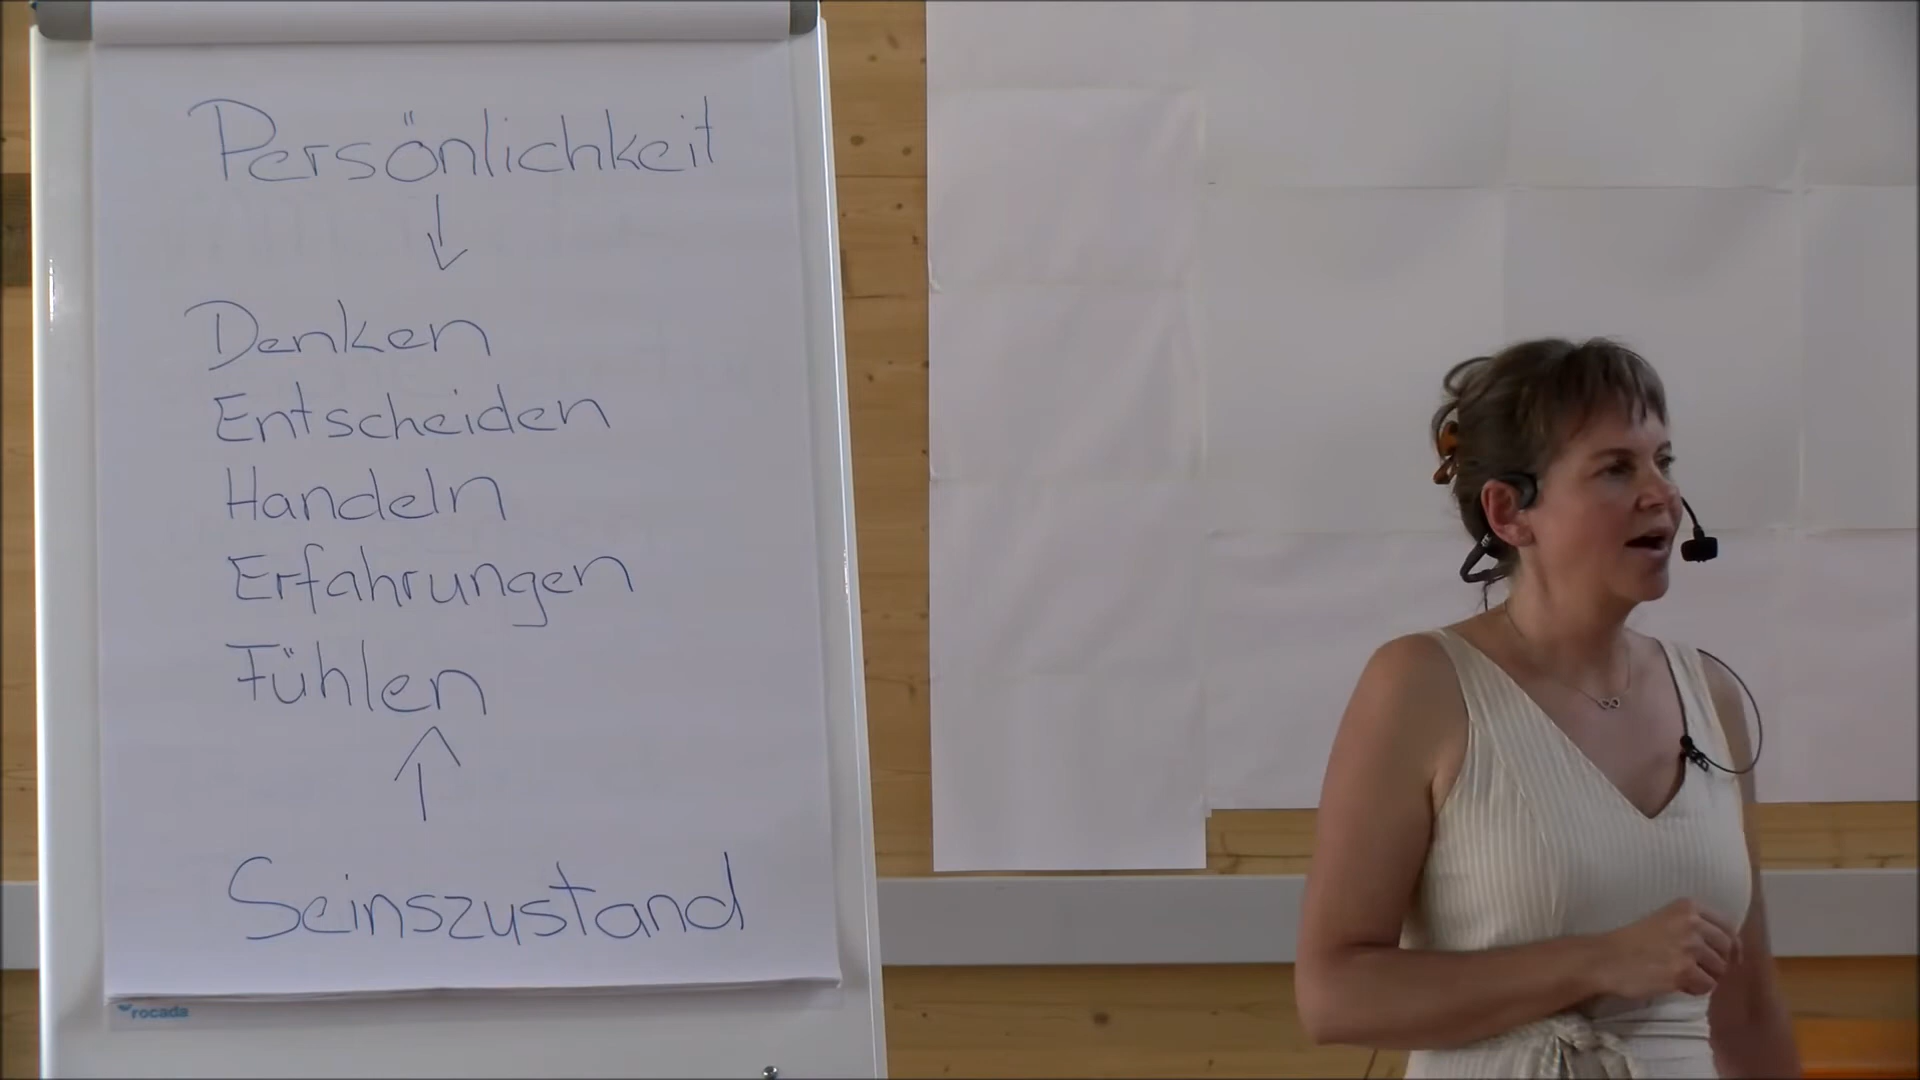 Persönlichkeit
↓
Denken
Entscheiden
Handeln
Erfahrungen
Fühlen
↑
Seinszustand
rocada